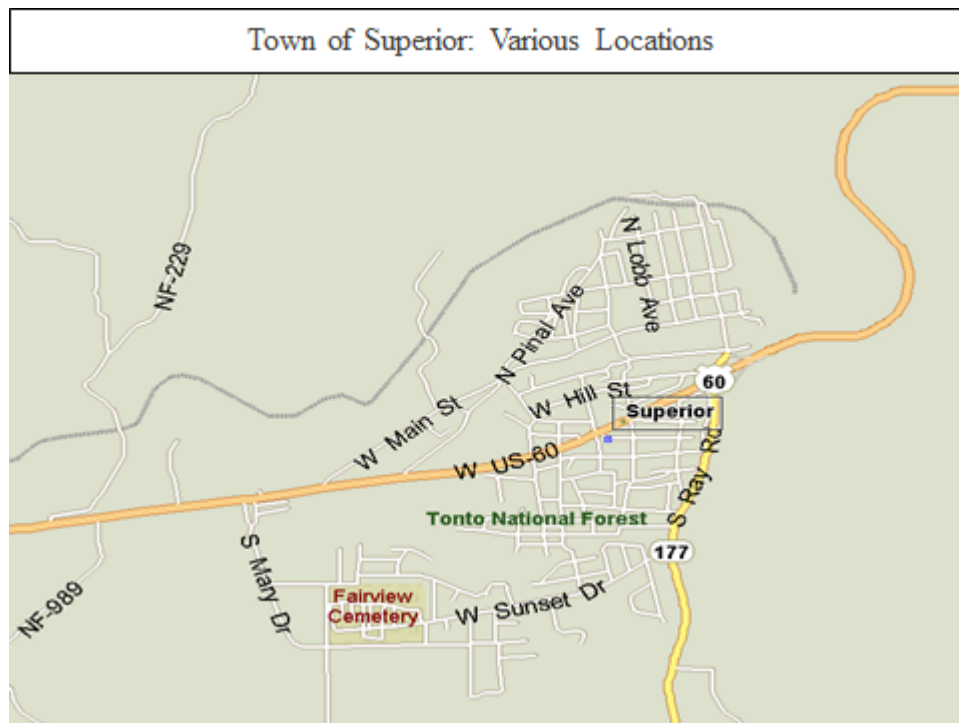 Town of Superior: Various Locations
NF-229
N Lobb Ave
N Pinal Ave
60
W Hill St
Superior
W Main St
W US-60
S Ray Rd
Tonto National Forest
S Mary Dr
177
NF-989
Fairview
Cemetery
W Sunset Dr